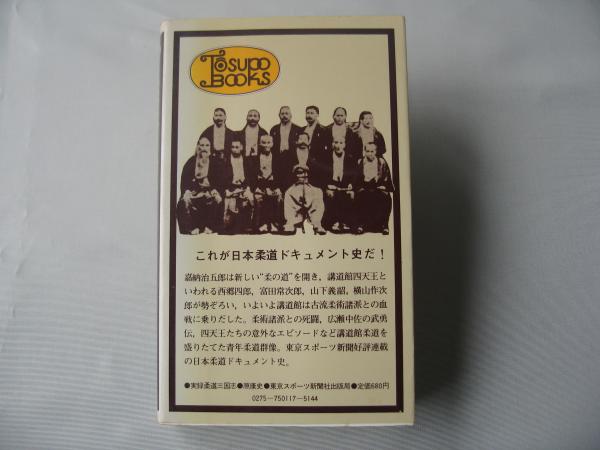 Tōsupo
BOOKS
これが日本柔道ドキュメント史だ！
嘉納治五郎は新しい“柔の道”を開き，講道館四天王と
いわれる西郷四郎，富田常次郎，山下義韶，横山作次
郎が勢ぞろい，いよいよ講道館は古流柔術諸派との血
戦に乗りだした。柔術諸派との死闘，広瀬中佐の武勇
伝，四天王たちの意外なエピソードなど講道館柔道を
盛りたてた青年柔道群像。東京スポーツ新聞好評連載
の日本柔道ドキュメント史。
●実録柔道三国志●原康史●東京スポーツ新聞社出版局●定価680円
0275－750117－5144